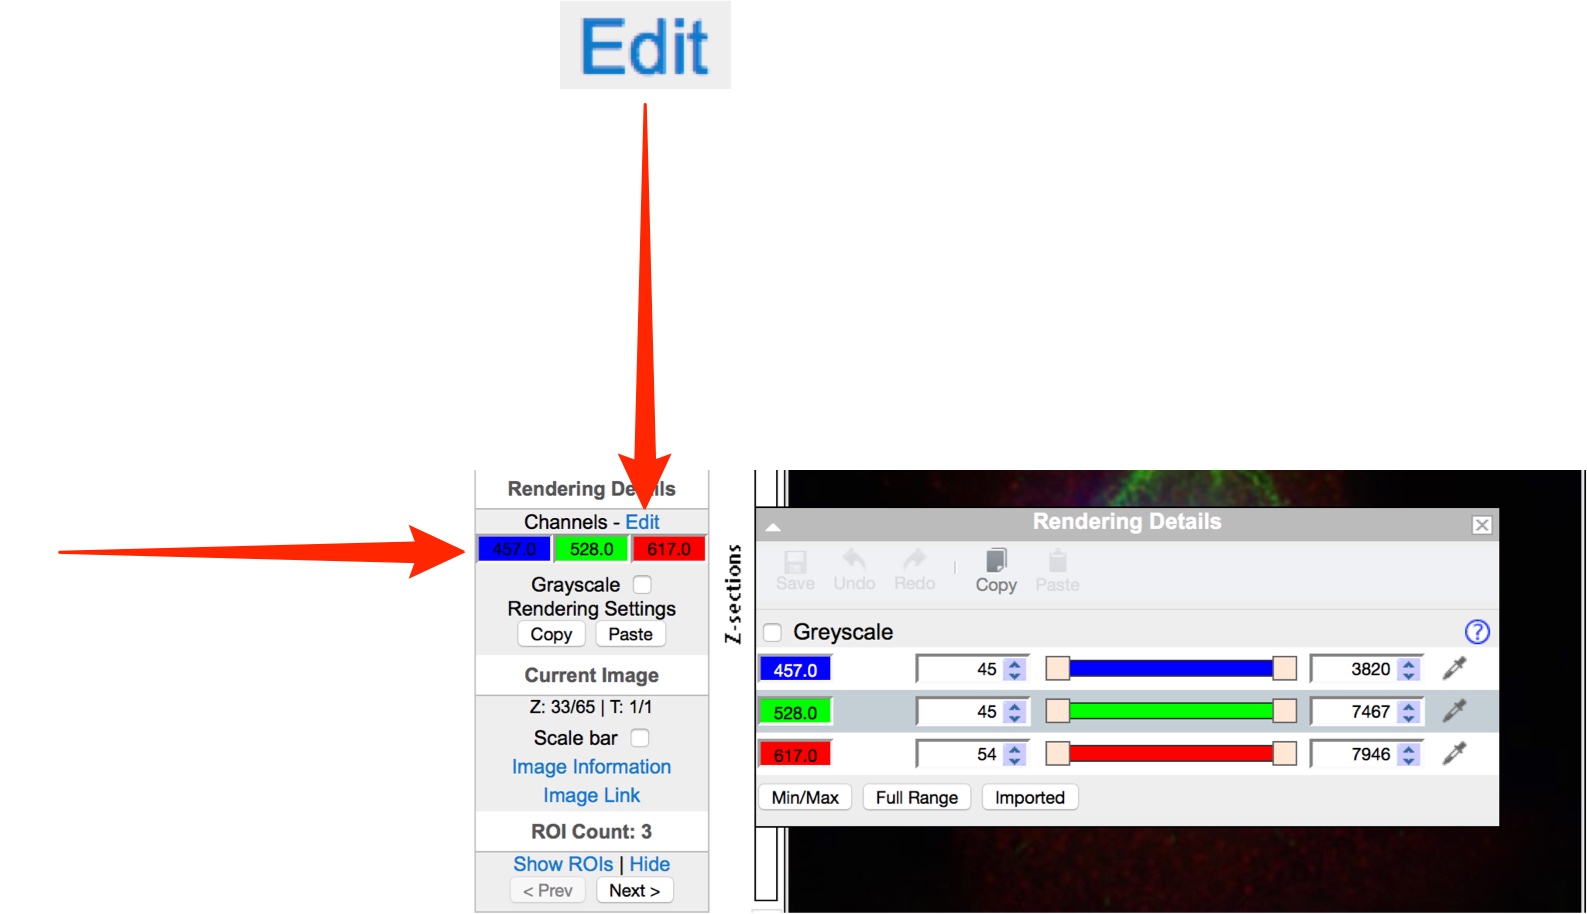 Edit
Rendering Details
Channels - Edit
457.0 528.0 617.0
Grayscale
Rendering Settings
Copy Paste
Current Image
Z: 33/65 | T: 1/1
Scale bar
Image Information
Image Link
ROI Count: 3
Show ROIs | Hide
< Prev Next >
Z-sections
Rendering Details
Save Undo Redo Copy Paste
Greyscale ?
457.0 45 3820
528.0 45 7467
617.0 54 7946
Min/Max Full Range Imported